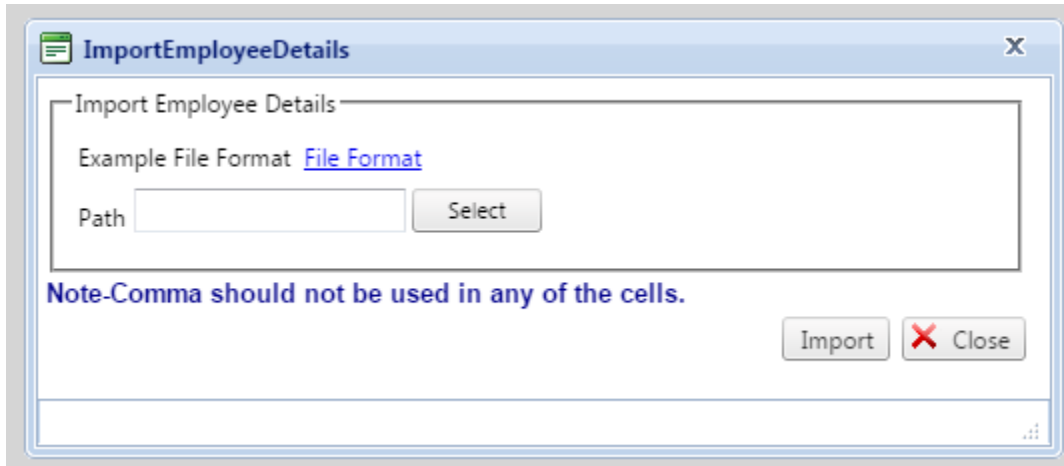 ImportEmployeeDetails
Import Employee Details
Example File Format File Format
Path Select
Note-Comma should not be used in any of the cells.
Import Close